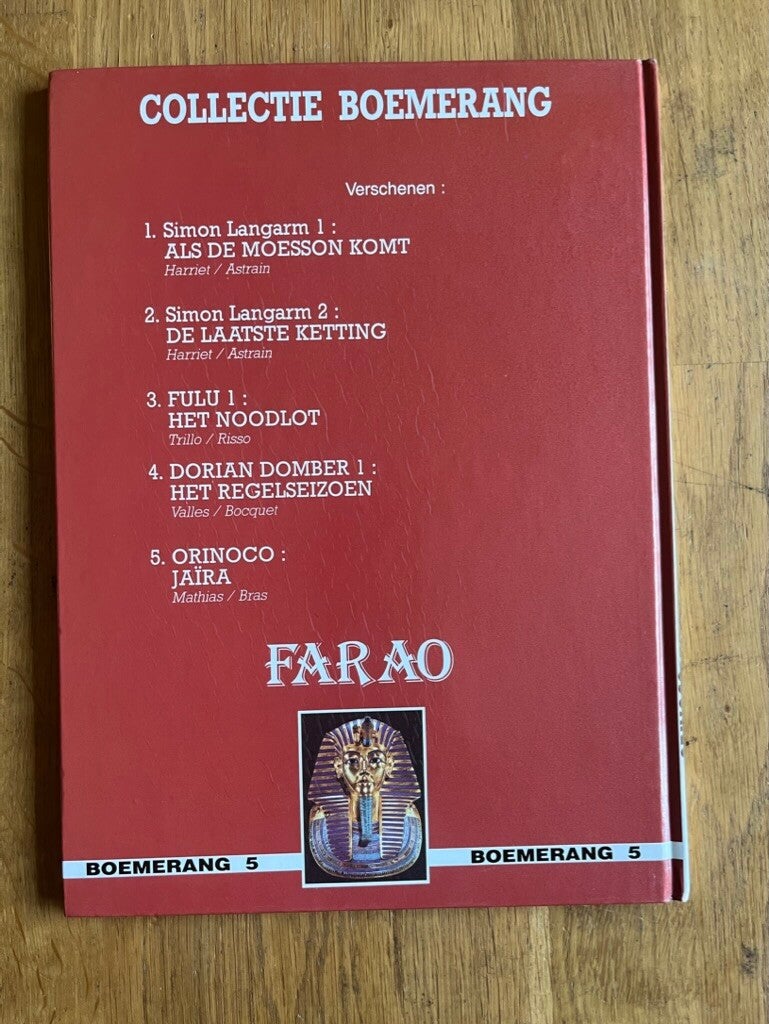 COLLECTIE BOEMERANG
Verschenen :
1. Simon Langarm 1 :
ALS DE MOESSON KOMT
Harriet / Astrain
2. Simon Langarm 2 :
DE LAATSTE KETTING
Harriet / Astrain
3. FULU 1 :
HET NOODLOT
Trillo / Risso
4. DORIAN DOMBER 1 :
HET REGELSEIZOEN
Valles / Bocquet
5. ORINOCO :
JAÏRA
Mathias / Bras
FARAO
BOEMERANG 5
BOEMERANG 5